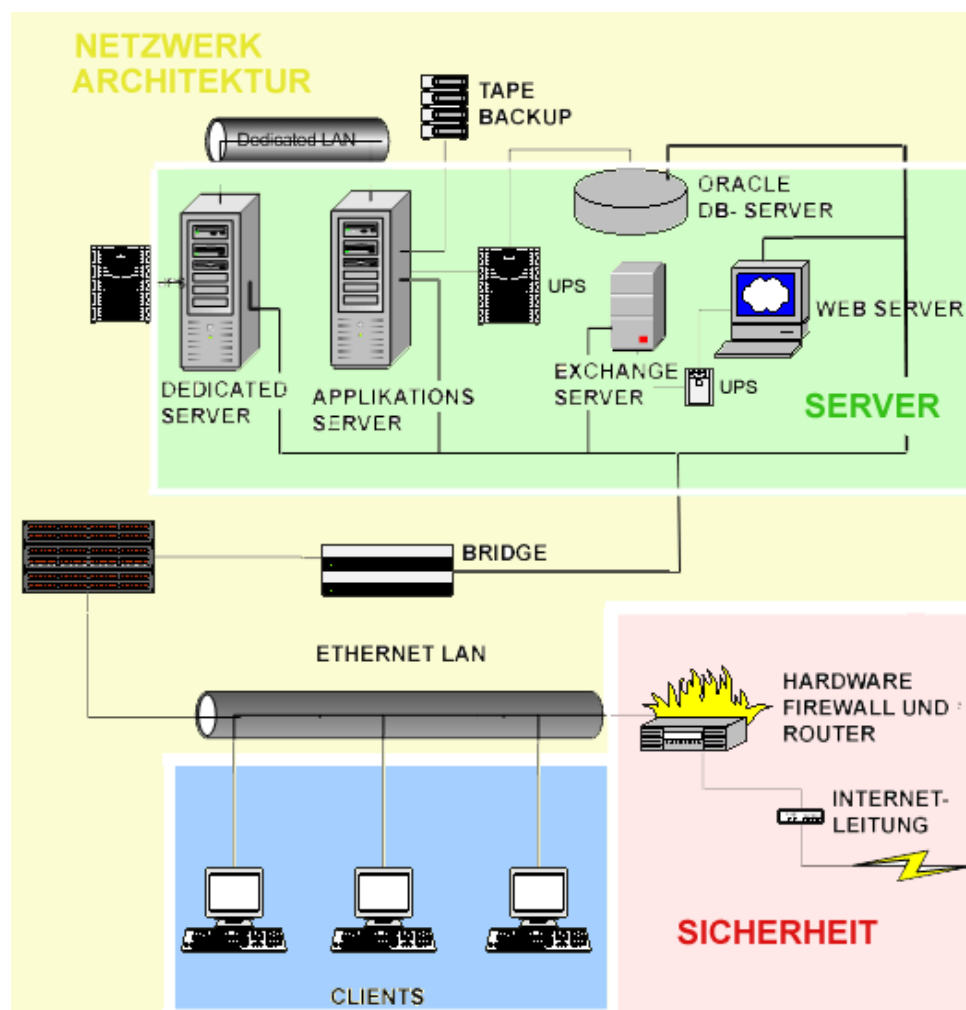 NETZWERK
ARCHITEKTUR
TAPE
BACKUP
Dedicated LAN
ORACLE
DB- SERVER
UPS
WEB SERVER
DEDICATED
SERVER
APPLIKATIONS
SERVER
EXCHANGE
SERVER
UPS
SERVER
BRIDGE
ETHERNET LAN
HARDWARE
FIREWALL UND
ROUTER
INTERNET-
LEITUNG
SICHERHEIT
CLIENTS